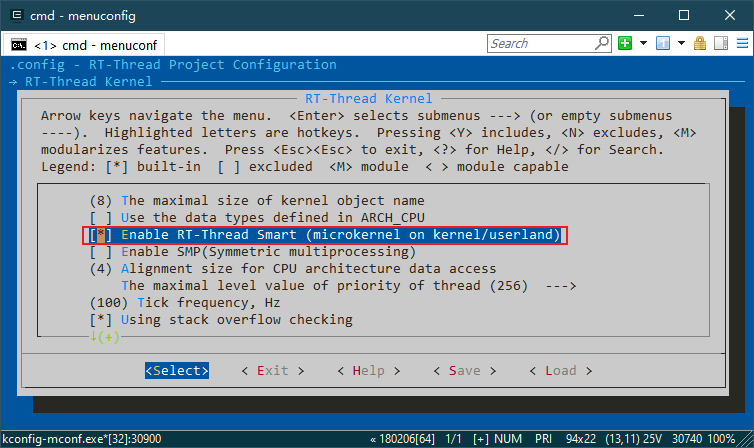 cmd - menuconfig
<1> cmd - menuconf
Search
.config - RT-Thread Project Configuration
→ RT-Thread Kernel
RT-Thread Kernel
Arrow keys navigate the menu.  <Enter> selects submenus ---> (or empty submenus
----).  Highlighted letters are hotkeys.  Pressing <Y> includes, <N> excludes, <M>
modularizes features.  Press <Esc><Esc> to exit, <?> for Help, </> for Search.
Legend: [*] built-in  [ ] excluded  <M> module  < > module capable
(8) The maximal size of kernel object name
[ ] Use the data types defined in ARCH_CPU
[*] Enable RT-Thread Smart (microkernel on kernel/userland)
[ ] Enable SMP(Symmetric multiprocessing)
(4) Alignment size for CPU architecture data access
The maximal level value of priority of thread (256)  --->
(100) Tick frequency, Hz
[*] Using stack overflow checking
↓(+)
<Select>    < Exit >    < Help >    < Save >    < Load >
kconfig-mconf.exe*[32]:30900    « 180206[64]  1/1  [+] NUM  PRI  94x22  (13,11) 25V  30740  100%